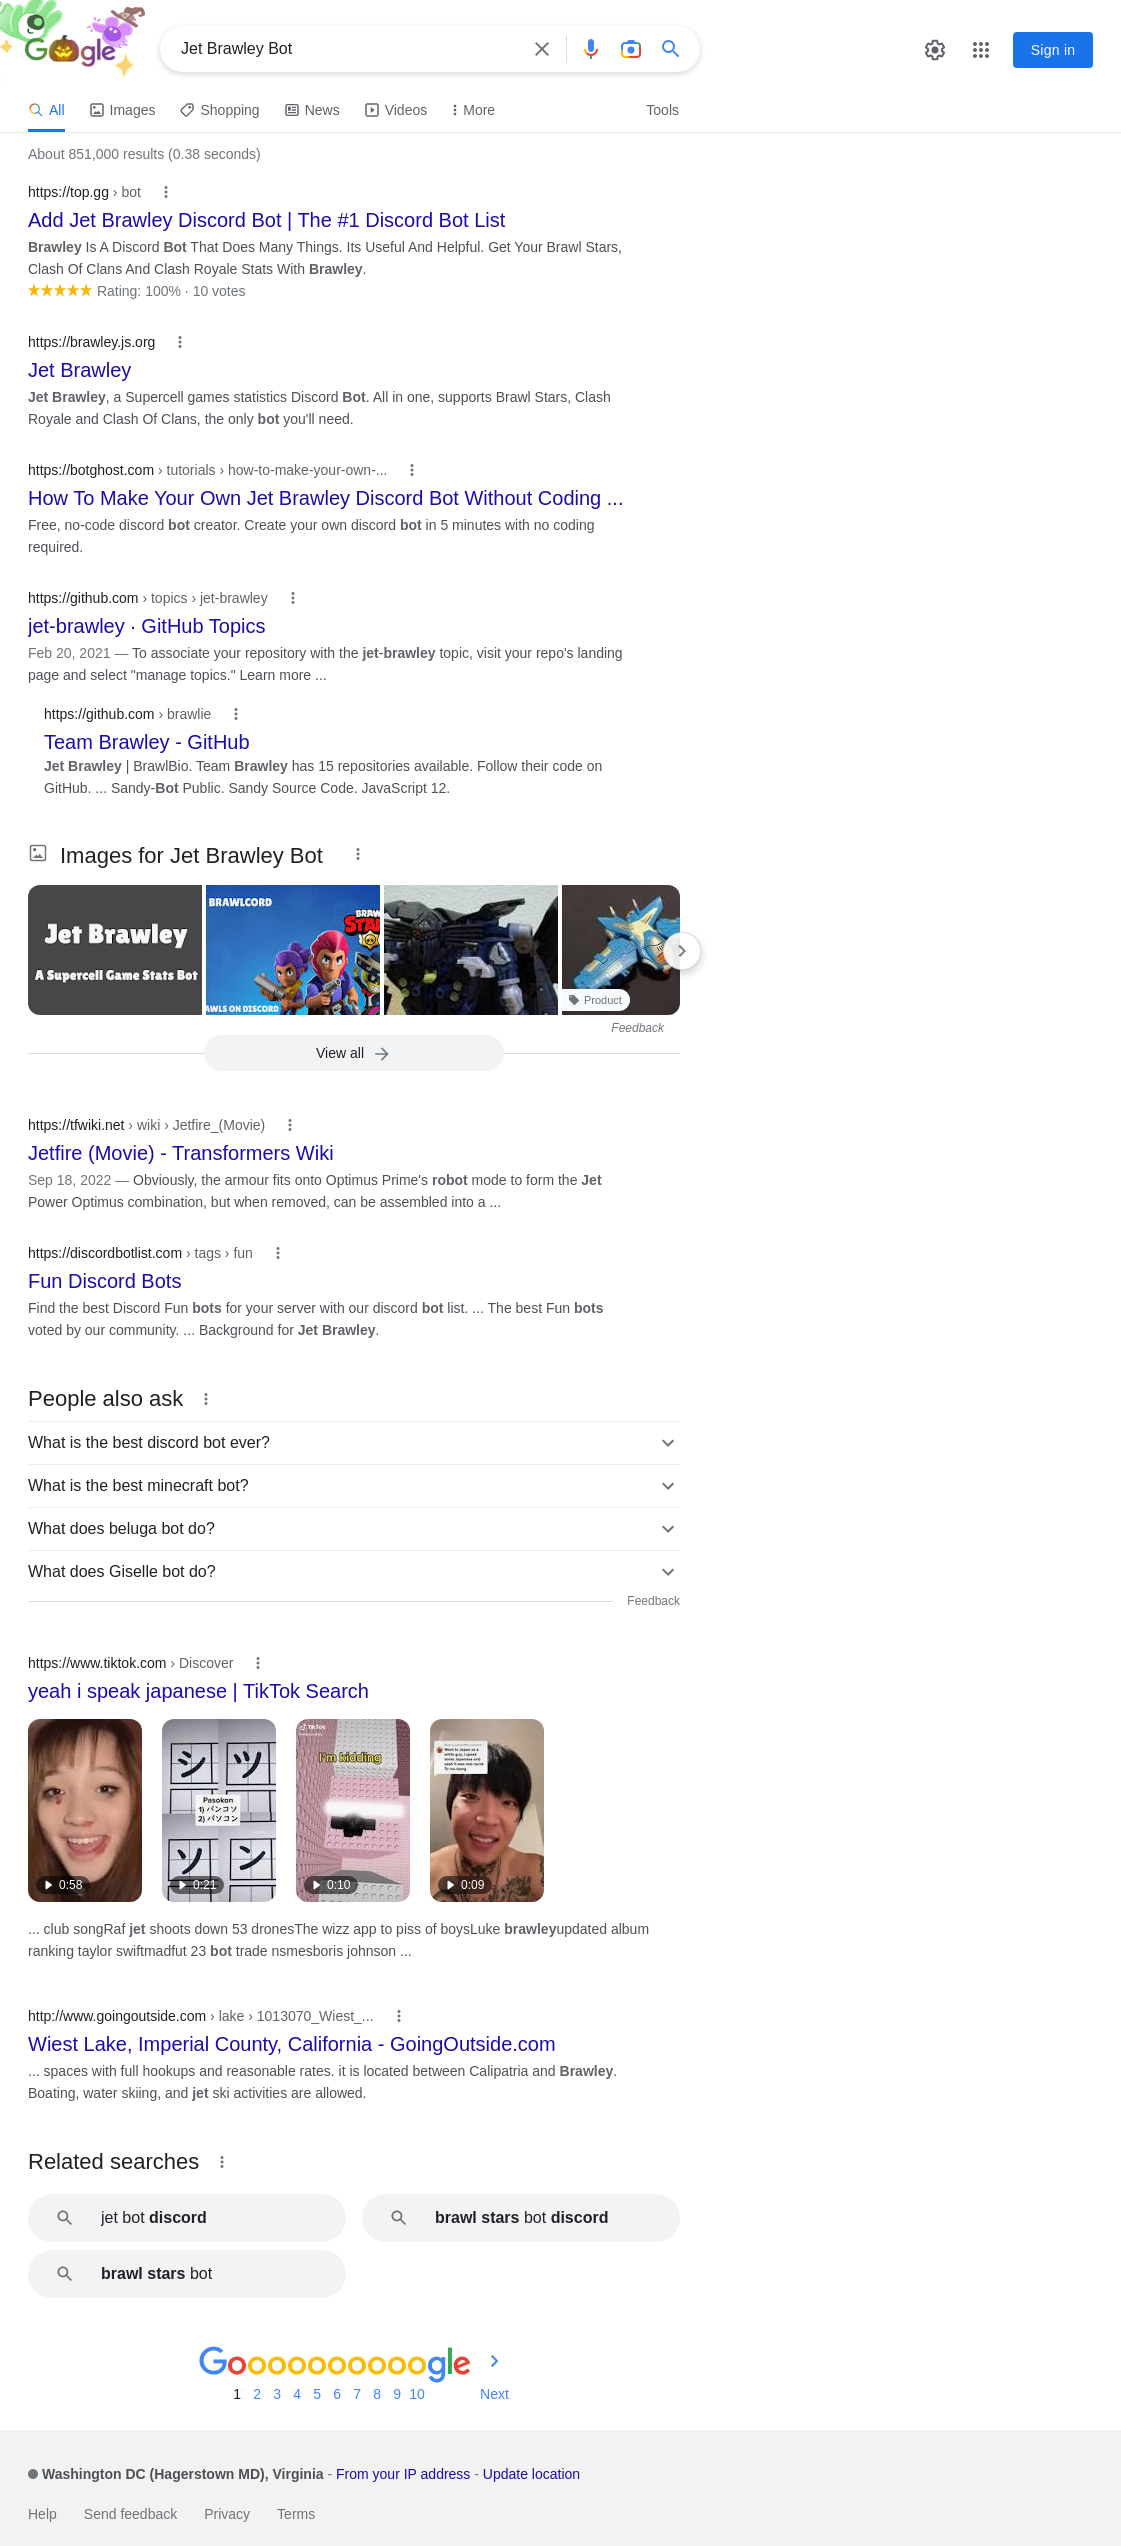 Google
Jet Brawley Bot
Sign in
All
Images
Shopping
News
Videos
More
Tools
About 851,000 results (0.38 seconds)
https://top.gg › bot
Add Jet Brawley Discord Bot | The #1 Discord Bot List
Brawley Is A Discord Bot That Does Many Things. Its Useful And Helpful. Get Your Brawl Stars,
Clash Of Clans And Clash Royale Stats With Brawley.
Rating: 100% · 10 votes
https://brawley.js.org
Jet Brawley
Jet Brawley, a Supercell games statistics Discord Bot. All in one, supports Brawl Stars, Clash
Royale and Clash Of Clans, the only bot you'll need.
https://botghost.com › tutorials › how-to-make-your-own-...
How To Make Your Own Jet Brawley Discord Bot Without Coding ...
Free, no-code discord bot creator. Create your own discord bot in 5 minutes with no coding
required.
https://github.com › topics › jet-brawley
jet-brawley · GitHub Topics
Feb 20, 2021 — To associate your repository with the jet-brawley topic, visit your repo's landing
page and select "manage topics." Learn more ...
https://github.com › brawlie
Team Brawley - GitHub
Jet Brawley | BrawlBio. Team Brawley has 15 repositories available. Follow their code on
GitHub. ... Sandy-Bot Public. Sandy Source Code. JavaScript 12.
Images for Jet Brawley Bot
Jet Brawley
A Supercell Game Stats Bot
BRAWLCORD
BRAW
STA
AWLS ON DISCORD
Product
Feedback
View all
https://tfwiki.net › wiki › Jetfire_(Movie)
Jetfire (Movie) - Transformers Wiki
Sep 18, 2022 — Obviously, the armour fits onto Optimus Prime's robot mode to form the Jet
Power Optimus combination, but when removed, can be assembled into a ...
https://discordbotlist.com › tags › fun
Fun Discord Bots
Find the best Discord Fun bots for your server with our discord bot list. ... The best Fun bots
voted by our community. ... Background for Jet Brawley.
People also ask
What is the best discord bot ever?
What is the best minecraft bot?
What does beluga bot do?
What does Giselle bot do?
Feedback
https://www.tiktok.com › Discover
yeah i speak japanese | TikTok Search
0:58
シ ツ
Pasokon
1) パンコソ
2) パソコン
ソ ン
0:21
TikTok
I'm kidding
0:10
0:09
... club songRaf jet shoots down 53 dronesThe wizz app to piss of boysLuke brawleyupdated album
ranking taylor swiftmadfut 23 bot trade nsmesboris johnson ...
http://www.goingoutside.com › lake › 1013070_Wiest_...
Wiest Lake, Imperial County, California - GoingOutside.com
... spaces with full hookups and reasonable rates. it is located between Calipatria and Brawley.
Boating, water skiing, and jet ski activities are allowed.
Related searches
jet bot discord
brawl stars bot discord
brawl stars bot
Goooooooooogle
1 2 3 4 5 6 7 8 9 10 Next
Washington DC (Hagerstown MD), Virginia - From your IP address - Update location
Help Send feedback Privacy Terms